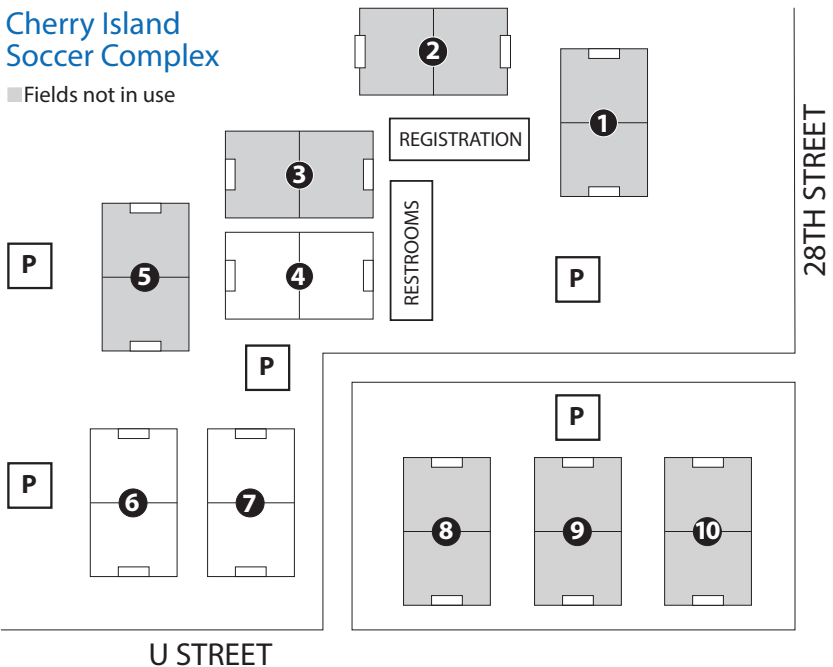 Cherry Island
Soccer Complex
Fields not in use
2
1
REGISTRATION
3
RESTROOMS
28TH STREET
P
5
4
P
P
P
P
6
7
8
9
10
U STREET